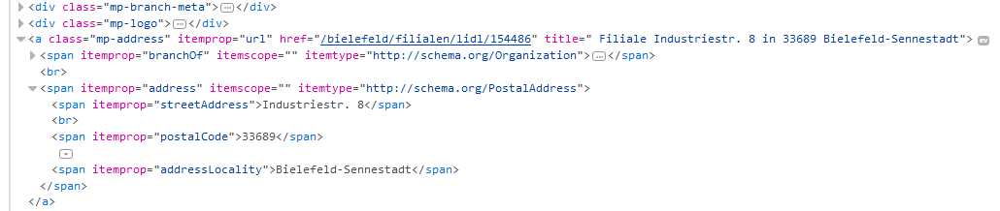 <div class="mp-branch-meta">…</div>
<div class="mp-logo">…</div>
<a class="mp-address" itemprop="url" href="/bielefeld/filialen/lidl/154486" title=" Filiale Industriestr. 8 in 33689 Bielefeld-Sennestadt"> ev
<span itemprop="branchOf" itemscope="" itemtype="http://schema.org/Organization">…</span>
<br>
<span itemprop="address" itemscope="" itemtype="http://schema.org/PostalAddress">
<span itemprop="streetAddress">Industriestr. 8</span>
<br>
<span itemprop="postalCode">33689</span>
<span itemprop="addressLocality">Bielefeld-Sennestadt</span>
</span>
</a>